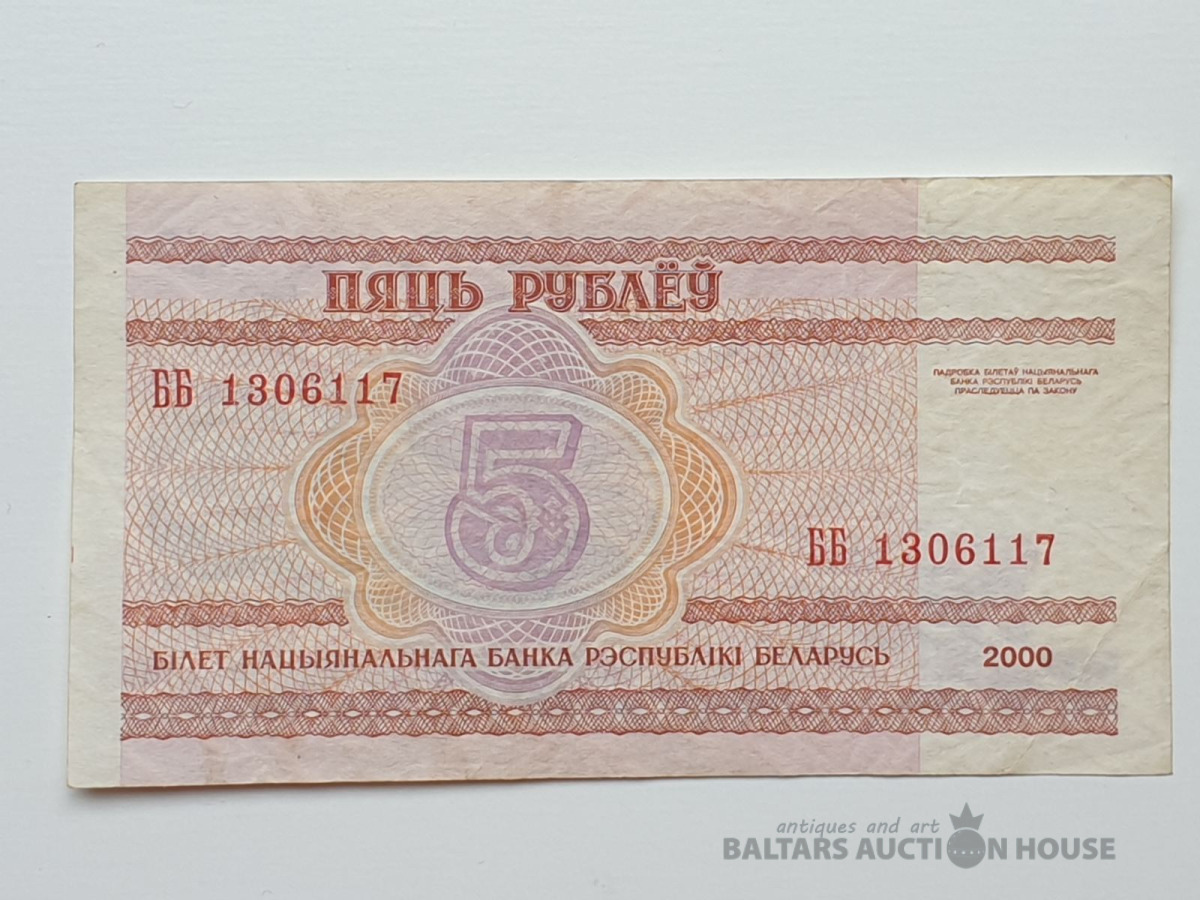 ПЯЦЬ РУБЛЁЎ
ББ 1306117
ПАДРОБКА БІЛЕТАЎ НАЦЫЯНАЛЬНАГА
БАНКА РЭСПУБЛІКІ БЕЛАРУСЬ
ПРАСЛЕДУЕЦЦА ПА ЗАКОНУ
5
ББ 1306117
БІЛЕТ НАЦЫЯНАЛЬНАГА БАНКА РЭСПУБЛІКІ БЕЛАРУСЬ 2000
antiques and art
BALTARS AUCTION HOUSE